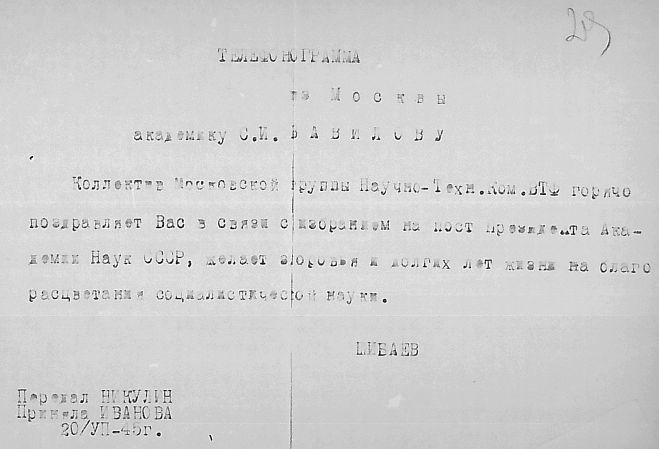 ТЕЛЕФОНОГРАММА
из Москвы
академику С.И. ВАВИЛОВУ
Коллектив Московской группы Научно-Техн.Ком.ВТФ горячо
поздравляет Вас в связи с избранием на пост президента Ака-
демии Наук СССР, желает здоровья и долгих лет жизни на благо
расцветания социалистической науки.
Передал НИКУЛИН
Приняла ИВАНОВА
20/УП-45г.